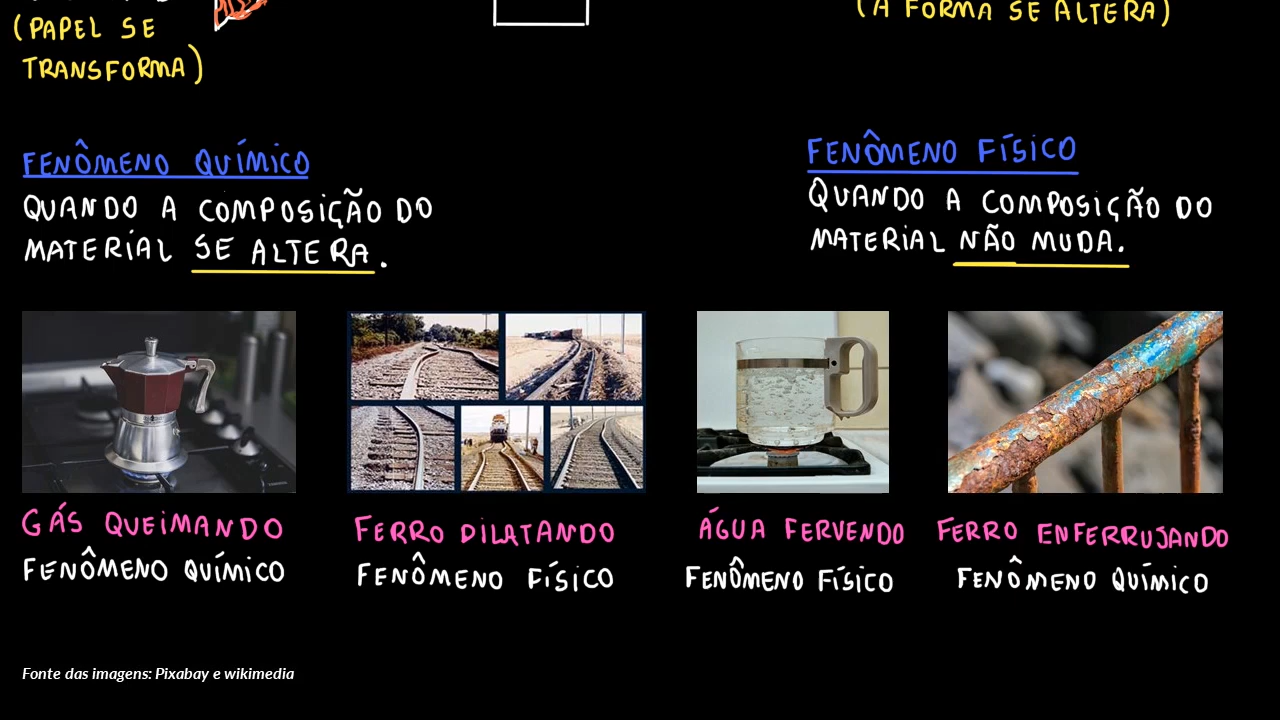 (PAPEL SE
TRANSFORMA)
(A FORMA SE ALTERA)
FENÔMENO QUÍMICO
QUANDO A COMPOSIÇÃO DO
MATERIAL SE ALTERA.
FENÔMENO FÍSICO
QUANDO A COMPOSIÇÃO DO
MATERIAL NÃO MUDA.
GÁS QUEIMANDO
FENÔMENO QUÍMICO
FERRO DILATANDO
FENÔMENO FÍSICO
ÁGUA FERVENDO
FENÔMENO FÍSICO
FERRO ENFERRUJANDO
FENÔMENO QUÍMICO
Fonte das imagens: Pixabay e wikimedia